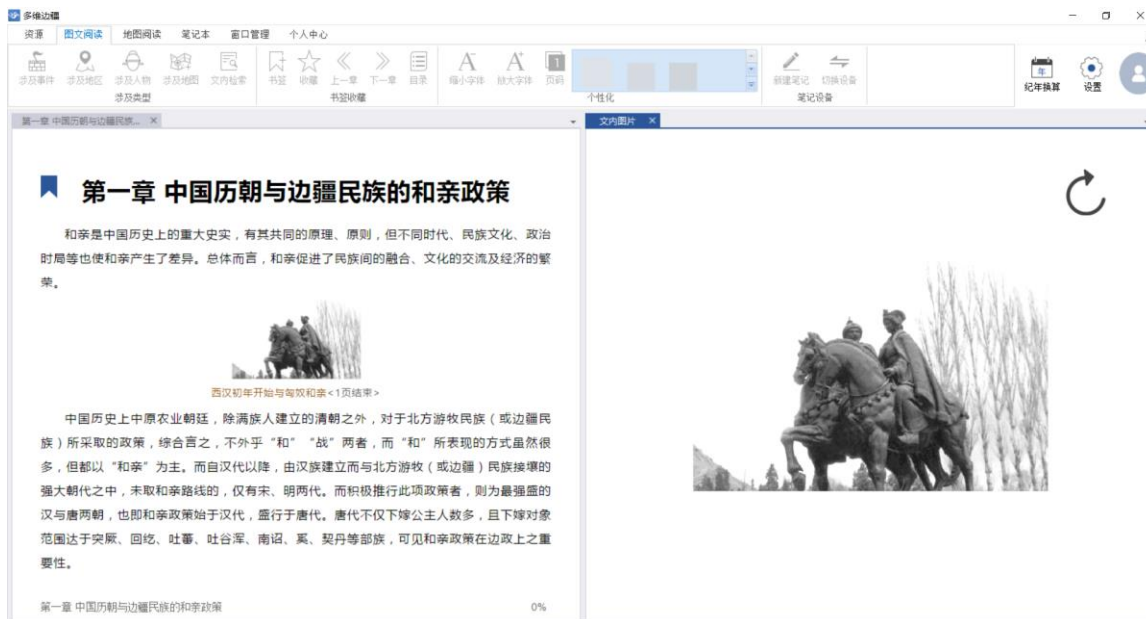 多维边疆
资源 图文阅读 地图阅读 笔记本 窗口管理 个人中心
涉及事件 涉及地区 涉及人物 涉及地图 文内检索 书签 收藏 上一章 下一章 目录 缩小字体 放大字体 页码 新建笔记 切换设备 纪年换算 设置
涉及类型 书签收藏 个性化 笔记设备
第一章 中国历朝与边疆民族...
文内图片
第一章 中国历朝与边疆民族的和亲政策
和亲是中国历史上的重大史实，有其共同的原理、原则，但不同时代、民族文化、政治
时局等也使和亲产生了差异。总体而言，和亲促进了民族间的融合、文化的交流及经济的繁
荣。
西汉初年开始与匈奴和亲<1页结束>
中国历史上中原农业朝廷，除满族人建立的清朝之外，对于北方游牧民族（或边疆民
族）所采取的政策，综合言之，不外乎“和”“战”两者，而“和”所表现的方式虽然很
多，但都以“和亲”为主。而自汉代以降，由汉族建立而与北方游牧（或边疆）民族接壤的
强大朝代之中，未取和亲路线的，仅有宋、明两代。而积极推行此项政策者，则为最强盛的
汉与唐两朝，也即和亲政策始于汉代，盛行于唐代。唐代不仅下嫁公主人数多，且下嫁对象
范围达于突厥、回纥、吐蕃、吐谷浑、南诏、奚、契丹等部族，可见和亲政策在边政上之重
要性。
第一章 中国历朝与边疆民族的和亲政策 0%